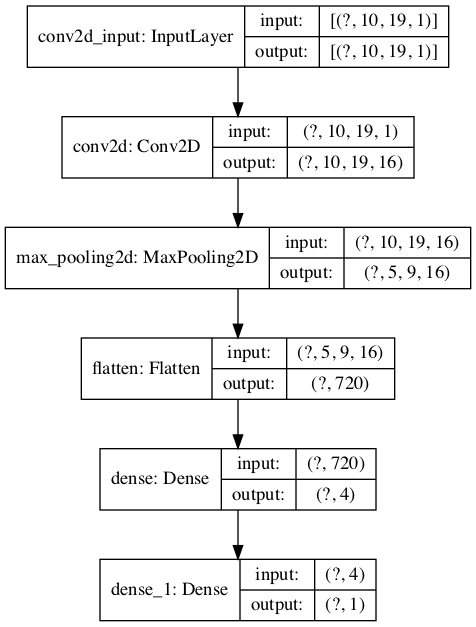 conv2d_input: InputLayer
input: [(?, 10, 19, 1)]
output: [(?, 10, 19, 1)]
conv2d: Conv2D
input: (?, 10, 19, 1)
output: (?, 10, 19, 16)
max_pooling2d: MaxPooling2D
input: (?, 10, 19, 16)
output: (?, 5, 9, 16)
flatten: Flatten
input: (?, 5, 9, 16)
output: (?, 720)
dense: Dense
input: (?, 720)
output: (?, 4)
dense_1: Dense
input: (?, 4)
output: (?, 1)